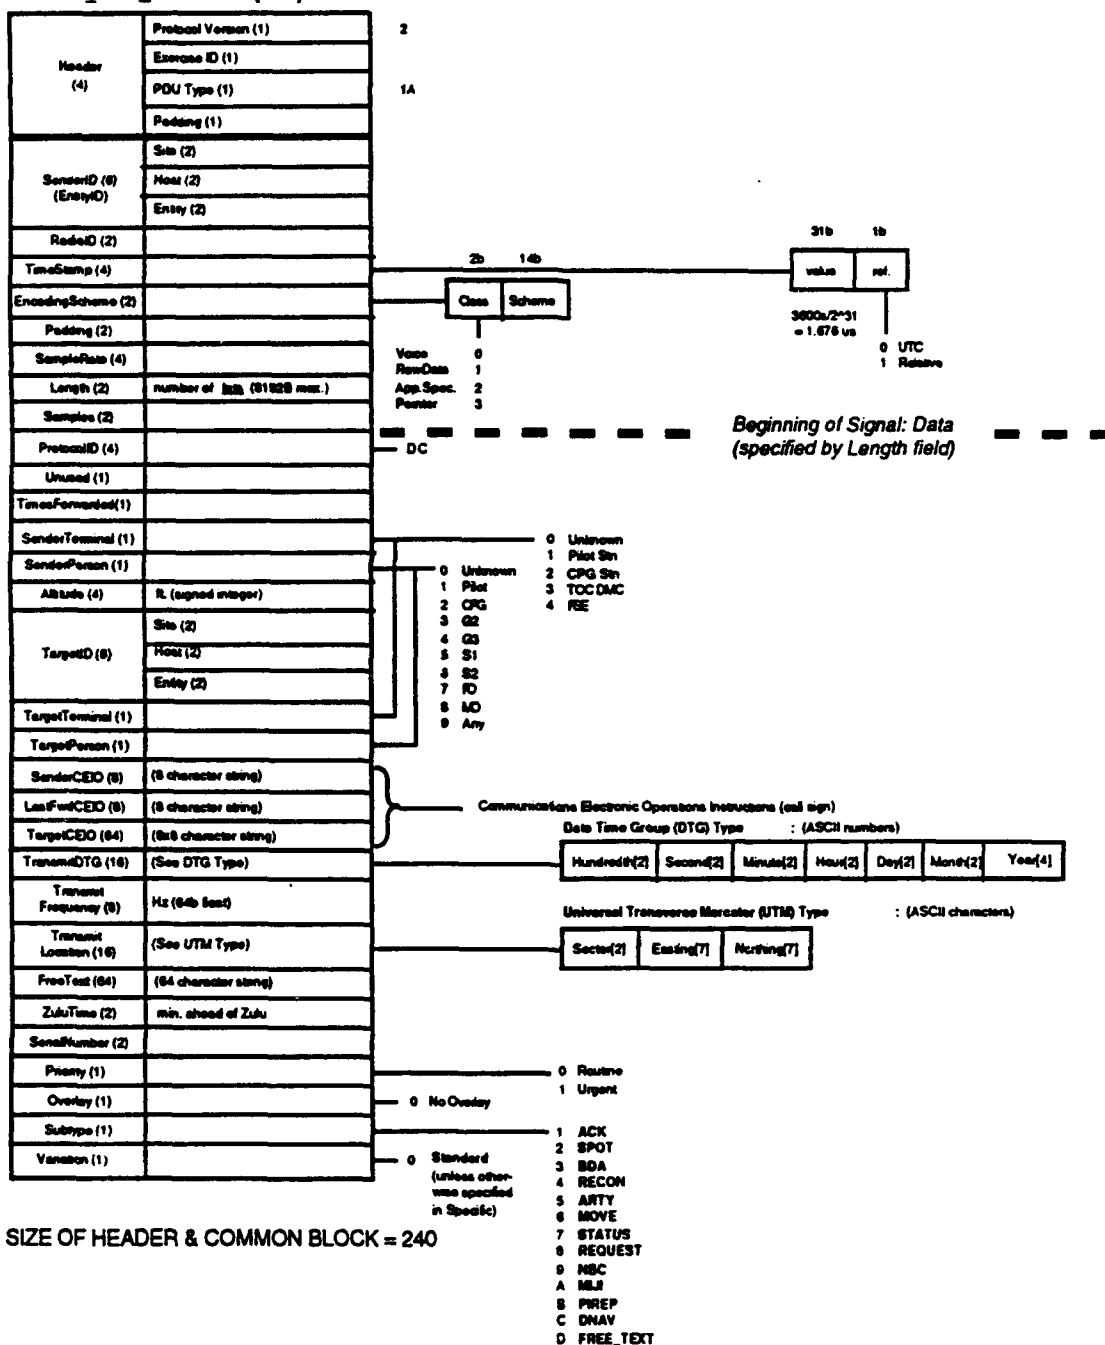 Header
(4)
Protocol Version (1)
2
Exercise ID (1)
PDU Type (1)
1A
Padding (1)
SenderID (6)
(EntityID)
Site (2)
Host (2)
Entity (2)
RadioID (2)
TimeStamp (4)
31b 1b
value ref.
3600s/2^31
= 1.676 us
0 UTC
1 Relative
EncodingScheme (2)
2b 14b
Class Scheme
Voice 0
RawData 1
App.Spec. 2
Pointer 3
Padding (2)
SampleRate (4)
Length (2) number of bits (81928 max.)
Samples (2)
Beginning of Signal: Data
(specified by Length field)
ProtocolID (4) DC
Unused (1)
TimesForwarded(1)
SenderTerminal (1)
0 Unknown
1 Pilot Stn
2 CPG Stn
3 TOC DMC
4 FSE
SenderPerson (1)
0 Unknown
1 Pilot
2 CPG
3 G2
4 G3
5 S1
6 S2
7 FO
8 MO
9 Any
Altitude (4) ft. (signed integer)
TargetID (6)
Site (2)
Host (2)
Entity (2)
TargetTerminal (1)
TargetPerson (1)
SenderCEIO (8) (8 character string)
LastFwdCEIO (8) (8 character string)
Communications Electronic Operations Instructions (call sign)
TargetCEIO (64) (8x8 character string)
Date Time Group (DTG) Type : (ASCII numbers)
TransmitDTG (16) (See DTG Type)
Hundredth[2] Second[2] Minute[2] Hour[2] Day[2] Month[2] Year[4]
Transmit
Frequency (8)
Hz (64b float)
Universal Transverse Mercater (UTM) Type : (ASCII characters)
Transmit
Location (16)
(See UTM Type)
Sector[2] Easting[7] Northing[7]
FreeText (64) (64 character string)
ZuluTime (2) min. ahead of Zulu
SerialNumber (2)
Priority (1)
0 Routine
1 Urgent
Overlay (1) 0 No Overlay
Subtype (1)
1 ACK
2 SPOT
3 BDA
4 RECON
5 ARTY
6 MOVE
7 STATUS
8 REQUEST
9 NBC
A MIJI
B PIREP
C DNAV
D FREE_TEXT
Variation (1)
0 Standard
(unless other-
wise specified
in Specific)
SIZE OF HEADER & COMMON BLOCK = 240